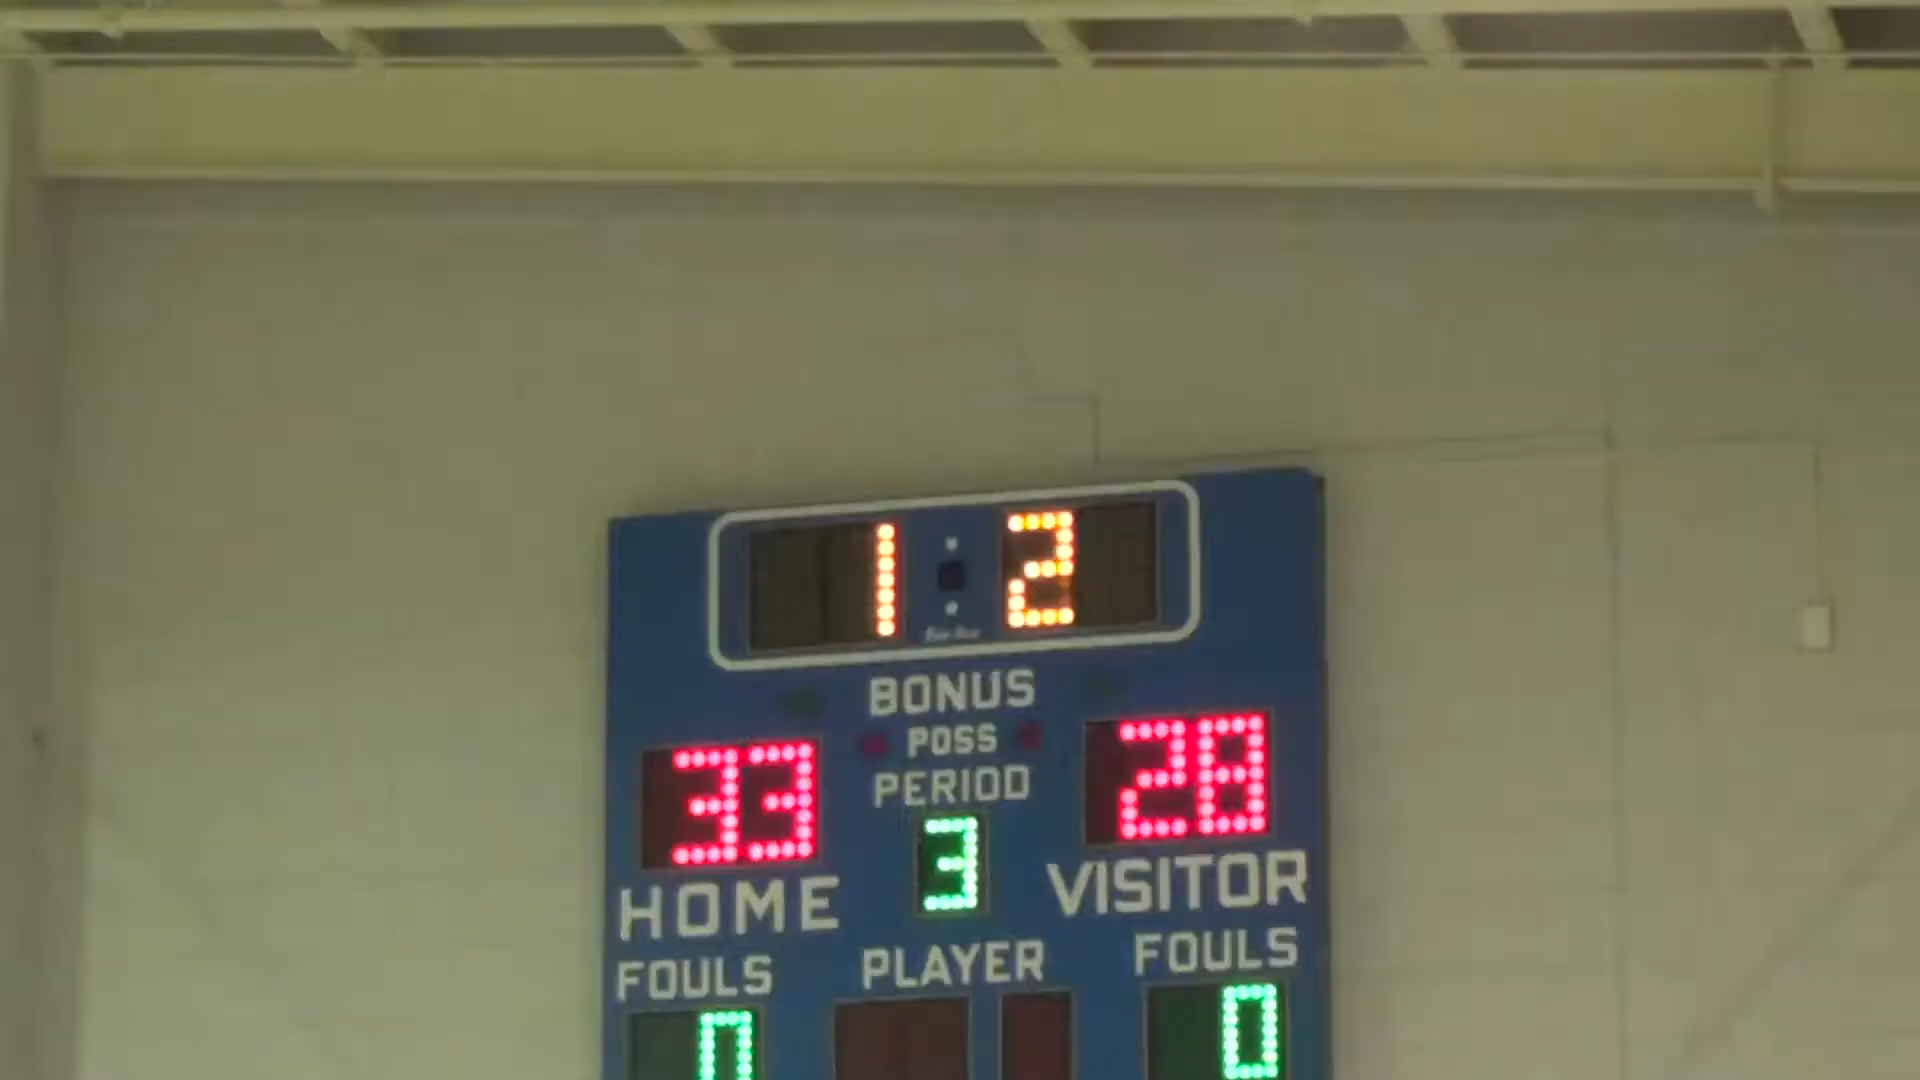 1 2
BONUS
POSS
33 PERIOD 28
3
HOME VISITOR
FOULS PLAYER FOULS
0 0